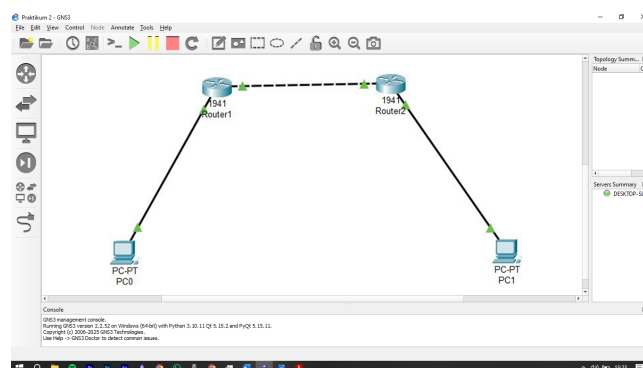 Praktikum 2 - GNS3
File Edit View Control Node Annotate Tools Help
Topology Summ...
Node
1941
Router1
1941
Router2
PC-PT
PC0
PC-PT
PC1
Servers Summary
Console
GNS3 management console.
Running GNS3 version 2.2.52 on Windows (64-bit) with Python 3.10.11 Qt 5.15.2 and PyQt 5.15.11.
Copyright (c) 2006-2025 GNS3 Technologies.
Use Help -> GNS3 Doctor to detect common issues.